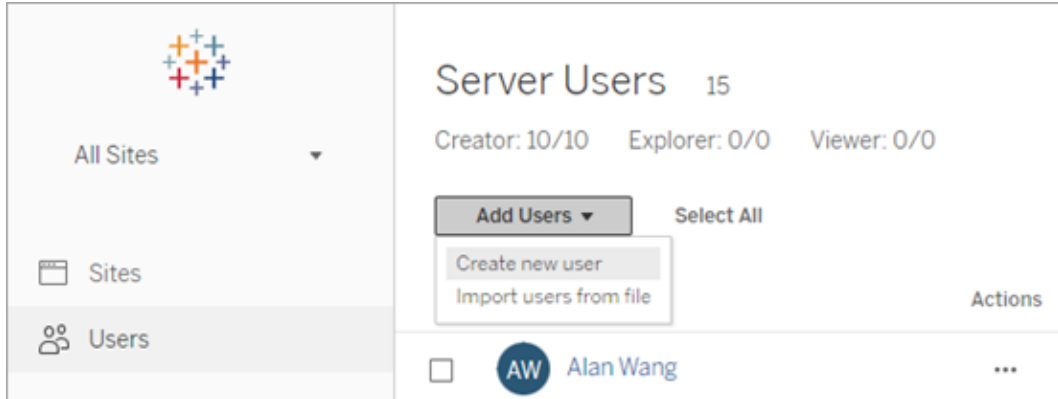 All Sites
Sites
Users
Server Users 15
Creator: 10/10 Explorer: 0/0 Viewer: 0/0
Add Users Select All
Create new user
Import users from file
Actions
AW Alan Wang